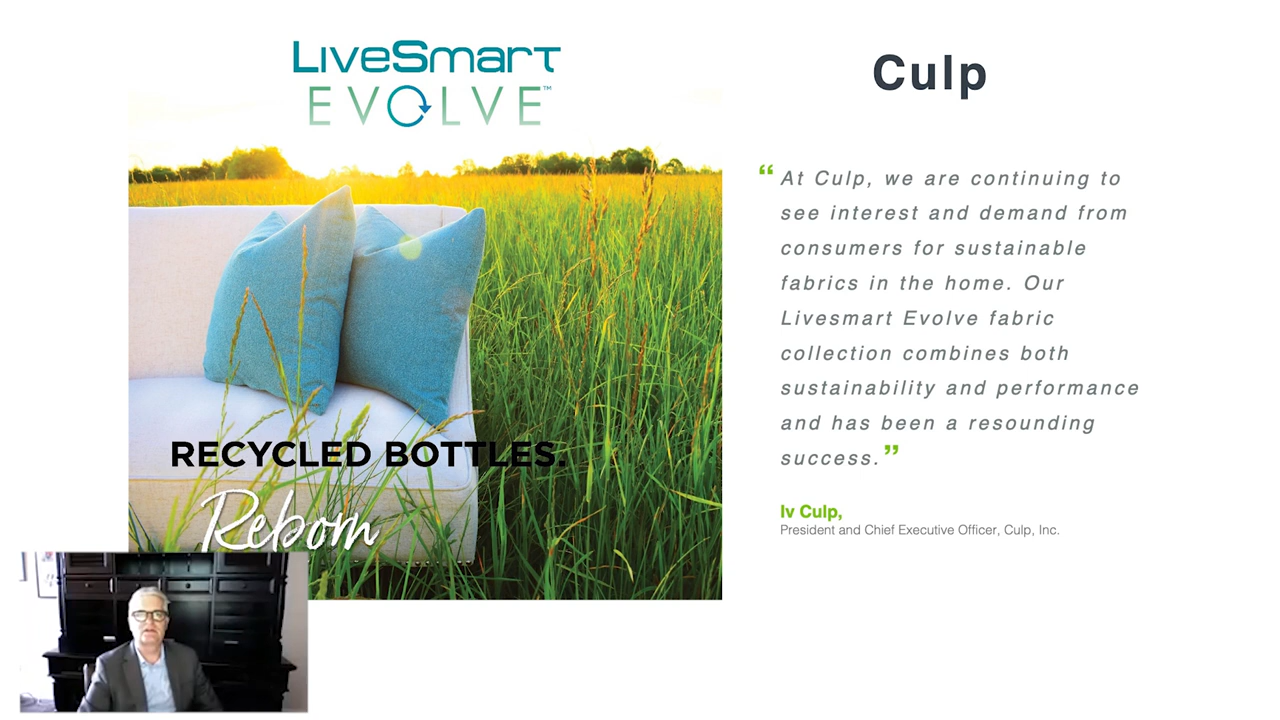 LiveSmart
EVOLVE™
RECYCLED BOTTLES.
Reborn
Culp
“At Culp, we are continuing to
see interest and demand from
consumers for sustainable
fabrics in the home. Our
Livesmart Evolve fabric
collection combines both
sustainability and performance
and has been a resounding
success.”
Iv Culp,
President and Chief Executive Officer, Culp, Inc.